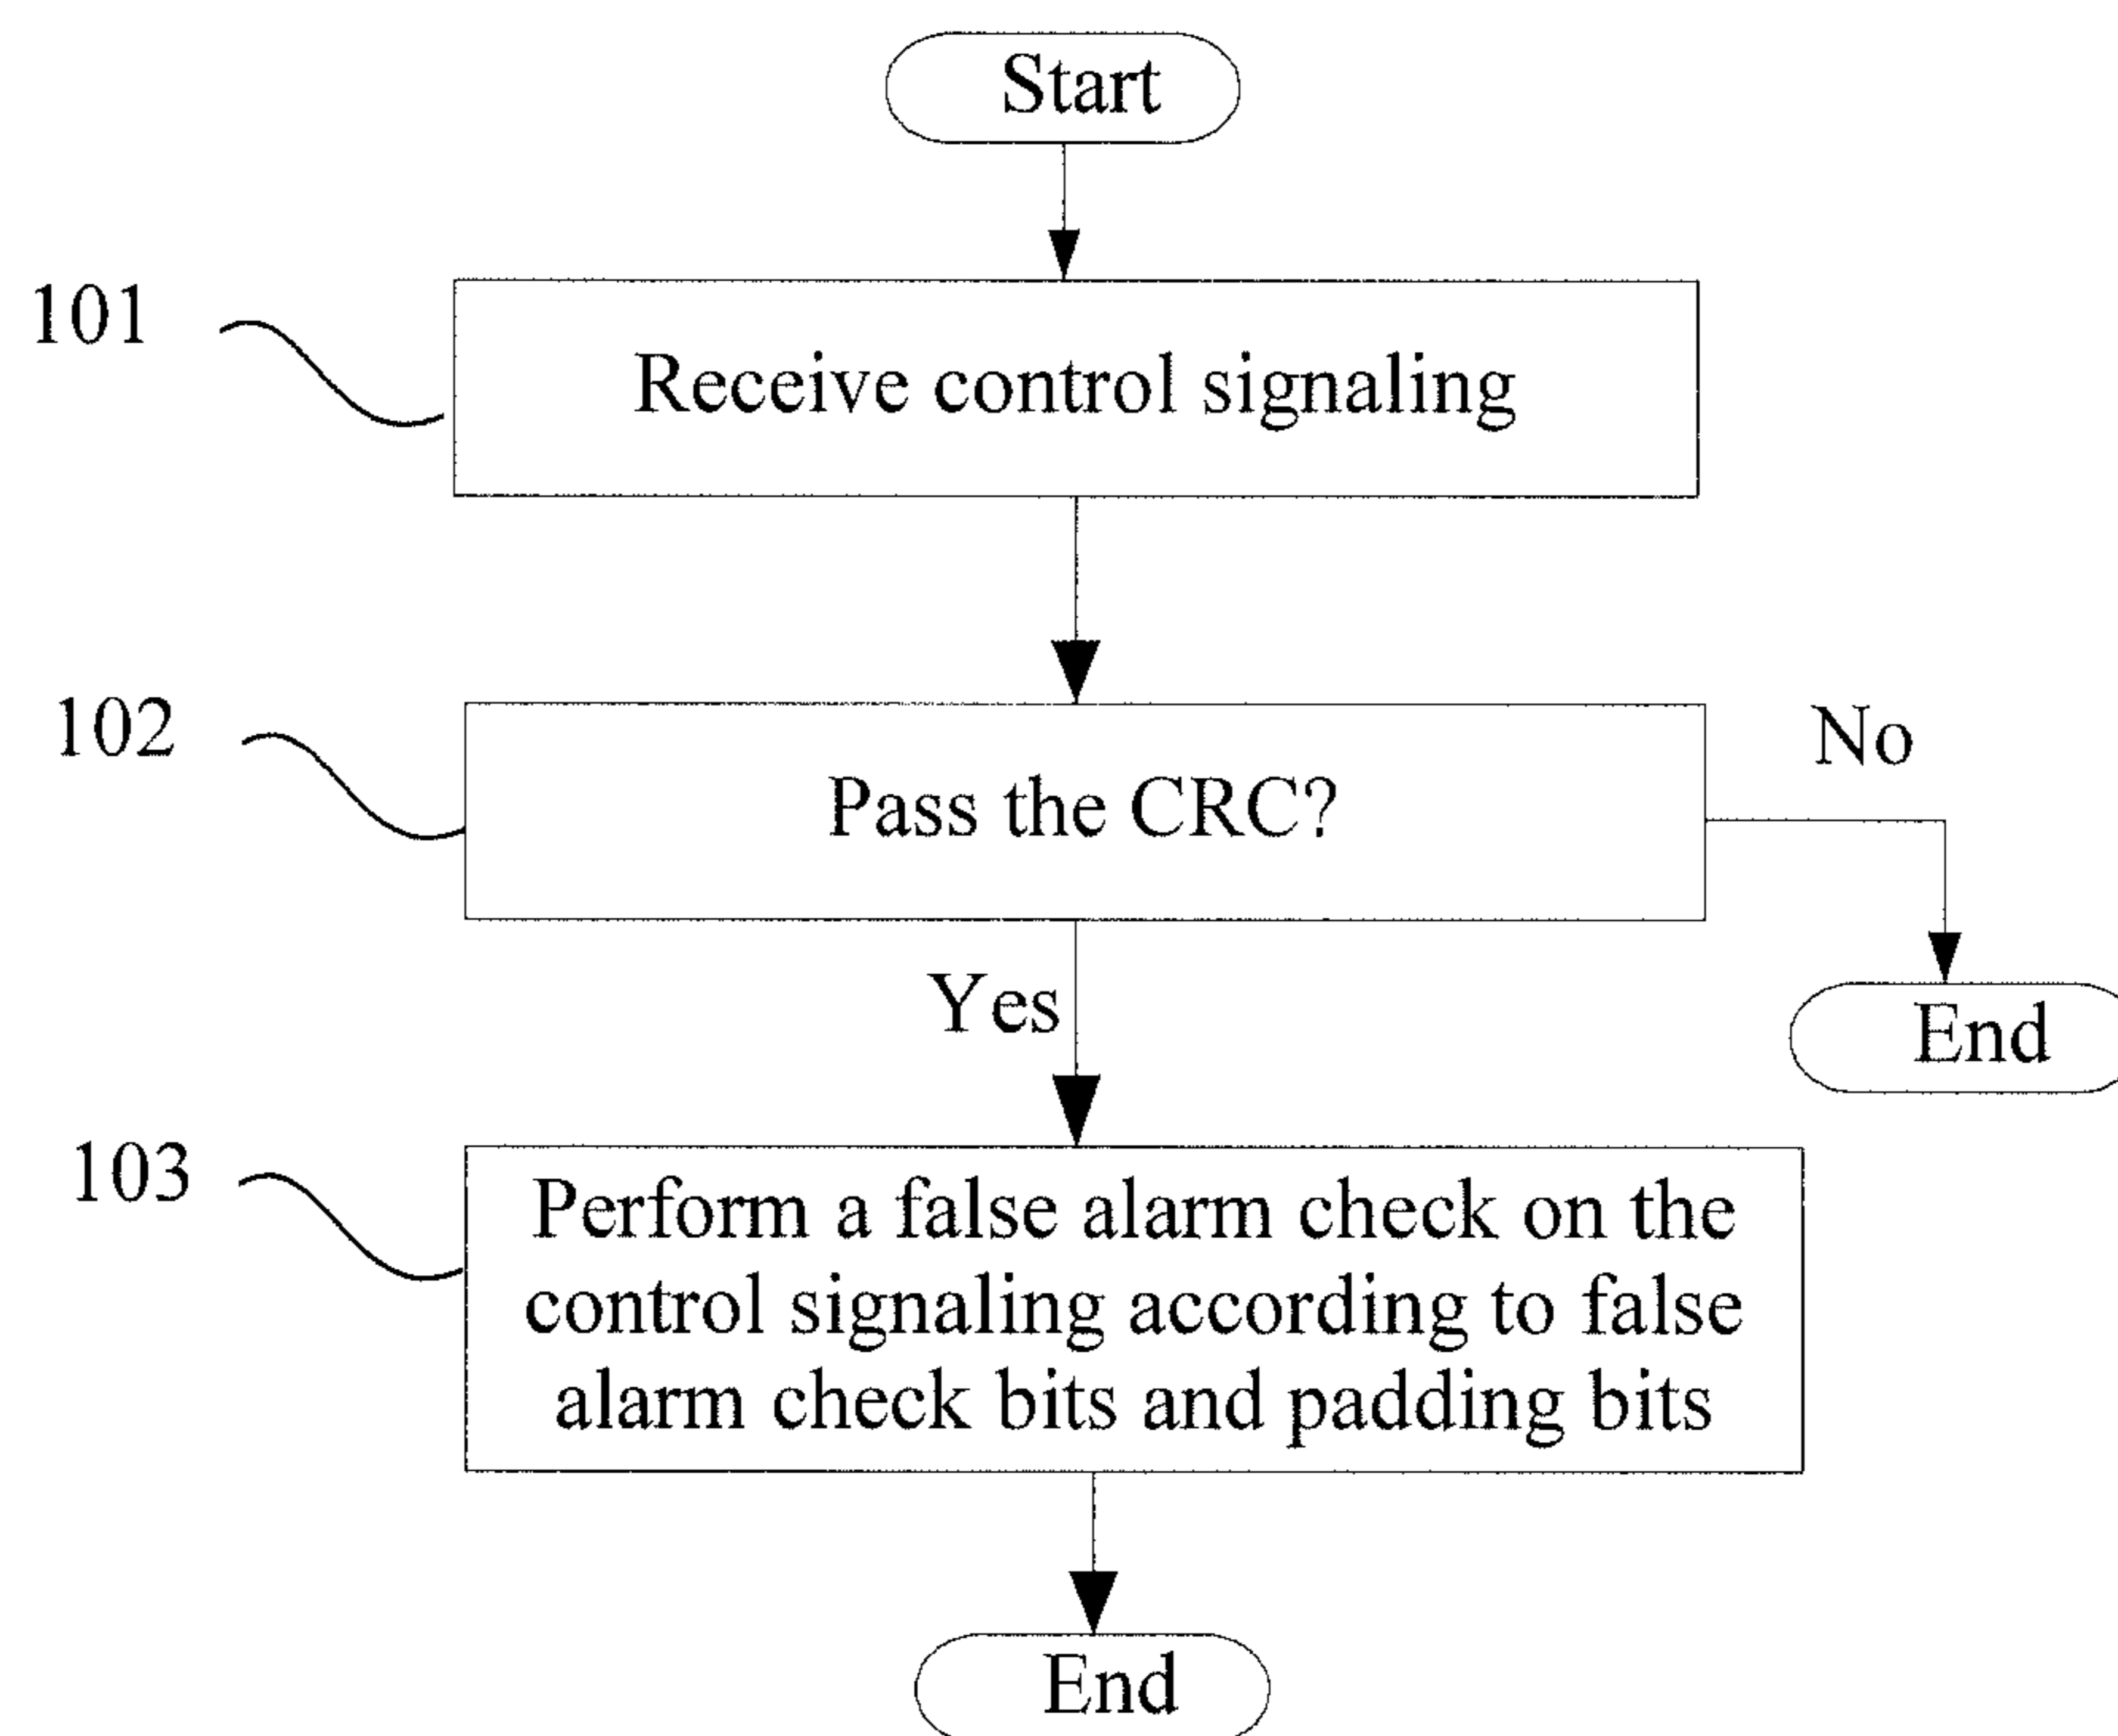 Start
101
Receive control signaling
102
Pass the CRC?
No
Yes
End
103
Perform a false alarm check on the
control signaling according to false
alarm check bits and padding bits
End